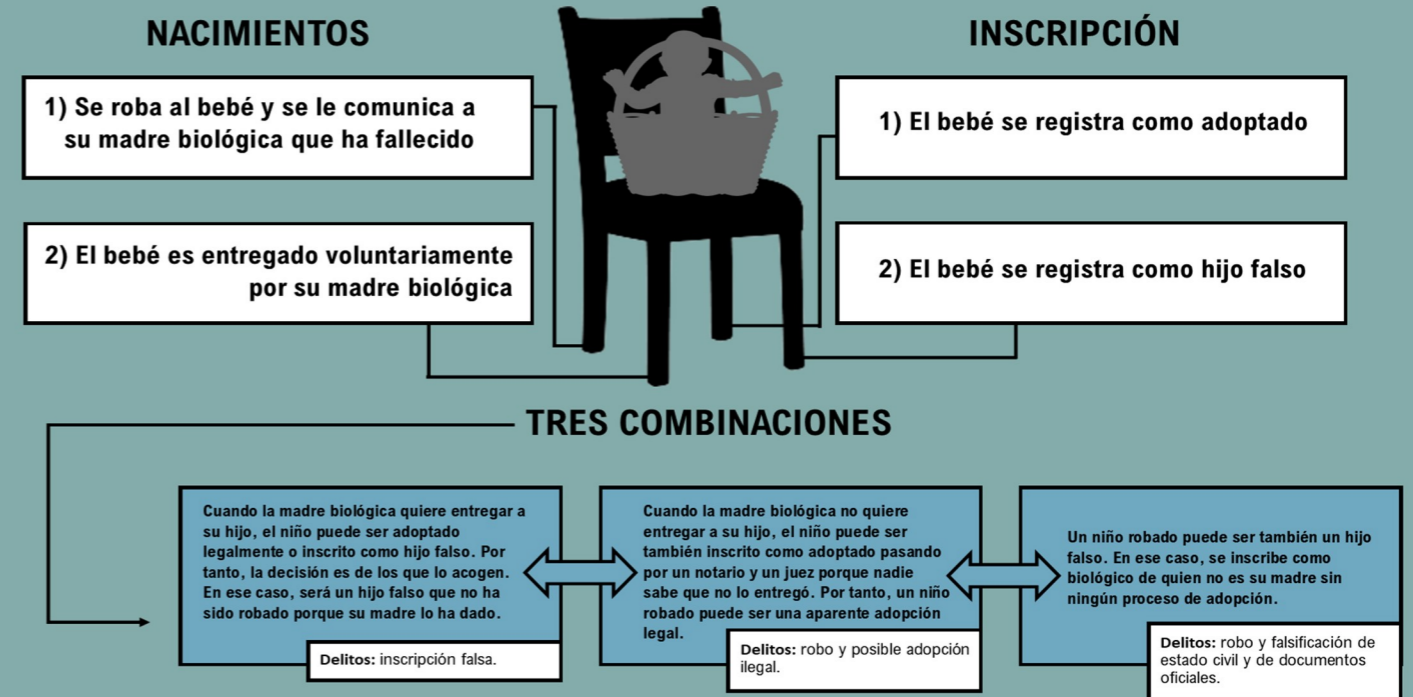 NACIMIENTOS
1) Se roba al bebé y se le comunica a
su madre biológica que ha fallecido
2) El bebé es entregado voluntariamente
por su madre biológica
INSCRIPCIÓN
1) El bebé se registra como adoptado
2) El bebé se registra como hijo falso
TRES COMBINACIONES
Cuando la madre biológica quiere entregar a
su hijo, el niño puede ser adoptado
legalmente o inscrito como hijo falso. Por
tanto, la decisión es de los que lo acogen.
En ese caso, será un hijo falso que no ha
sido robado porque su madre lo ha dado.
Delitos: inscripción falsa.
Cuando la madre biológica no quiere
entregar a su hijo, el niño puede ser
también inscrito como adoptado pasando
por un notario y un juez porque nadie
sabe que no lo entregó. Por tanto, un niño
robado puede ser una aparente adopción
legal.
Delitos: robo y posible adopción
ilegal.
Un niño robado puede ser también un hijo
falso. En ese caso, se inscribe como
biológico de quien no es su madre sin
ningún proceso de adopción.
Delitos: robo y falsificación de
estado civil y de documentos
oficiales.